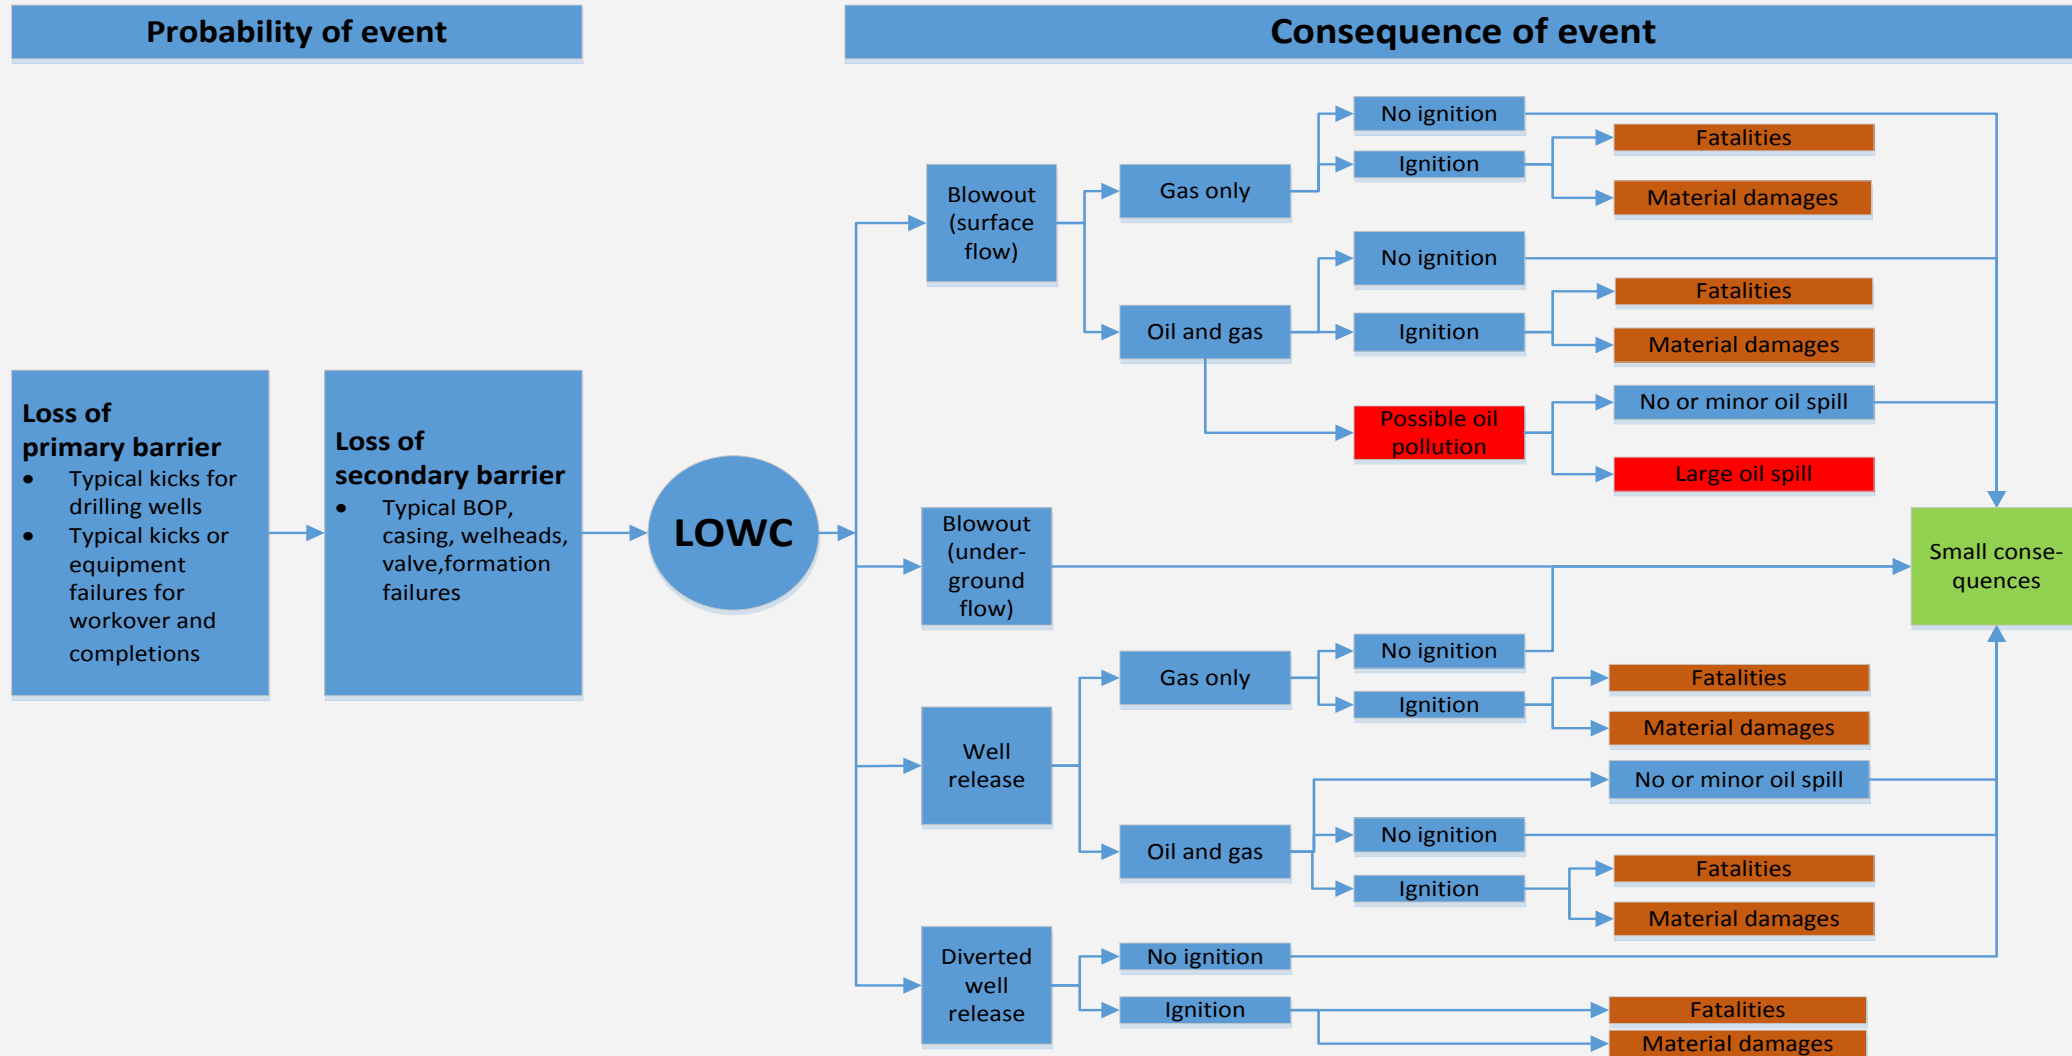 Probability of event
Consequence of event
Loss of
primary barrier
• Typical kicks for
drilling wells
• Typical kicks or
equipment
failures for
workover and
completions
Loss of
secondary barrier
• Typical BOP,
casing, welheads,
valve,formation
failures
LOWC
Blowout
(surface
flow)
Gas only
No ignition
Ignition
Fatalities
Material damages
Oil and gas
No ignition
Ignition
Fatalities
Material damages
Possible oil
pollution
No or minor oil spill
Large oil spill
Blowout
(under-
ground
flow)
Small conse-
quences
Well
release
Gas only
No ignition
Ignition
Fatalities
Material damages
Oil and gas
No or minor oil spill
No ignition
Ignition
Fatalities
Material damages
Diverted
well
release
No ignition
Ignition
Fatalities
Material damages